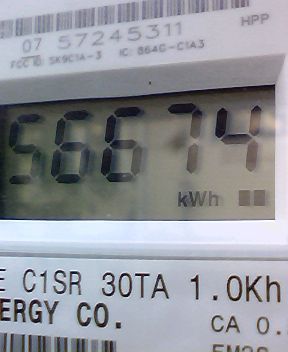 HPP
07 57245311
FCC ID: SK9C1A-3 IC: 864G-C1A3
56674
kWh
E C1SR 30TA 1.0Kh
ERGY CO. CA 0.